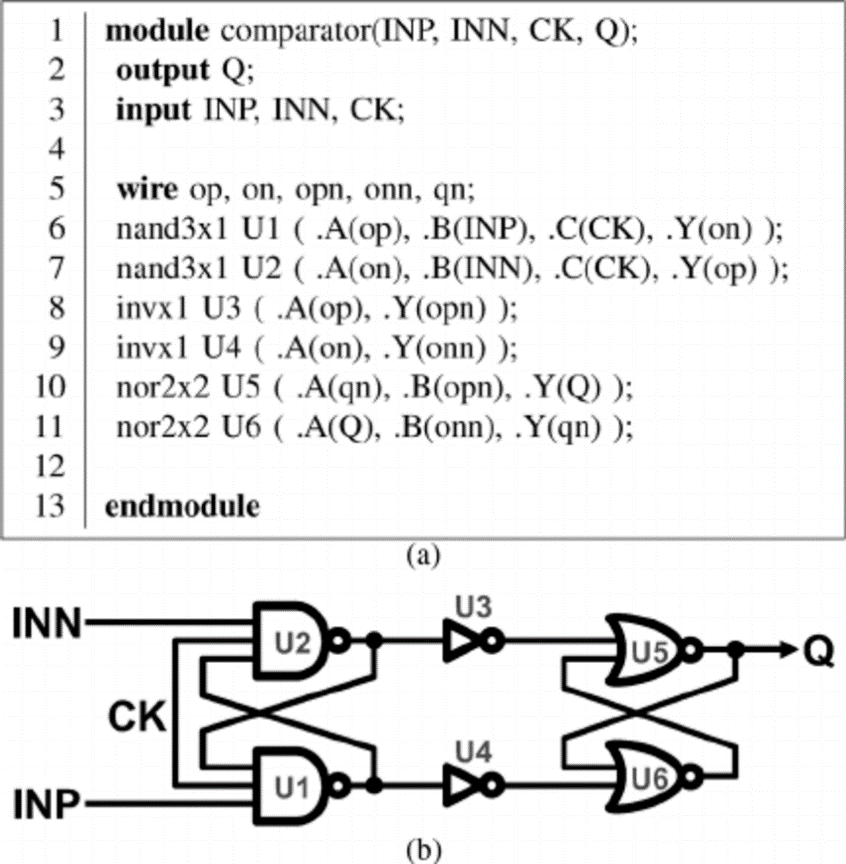 1 module comparator(INP, INN, CK, Q);
2 output Q;
3 input INP, INN, CK;
4
5 wire op, on, opn, onn, qn;
6 nand3x1 U1 ( .A(op), .B(INP), .C(CK), .Y(on) );
7 nand3x1 U2 ( .A(on), .B(INN), .C(CK), .Y(op) );
8 invx1 U3 ( .A(op), .Y(opn) );
9 invx1 U4 ( .A(on), .Y(onn) );
10 nor2x2 U5 ( .A(qn), .B(opn), .Y(Q) );
11 nor2x2 U6 ( .A(Q), .B(onn), .Y(qn) );
12
13 endmodule
(a)
U3
INN U2 U5 Q
CK
U4
INP U1 U6
(b)